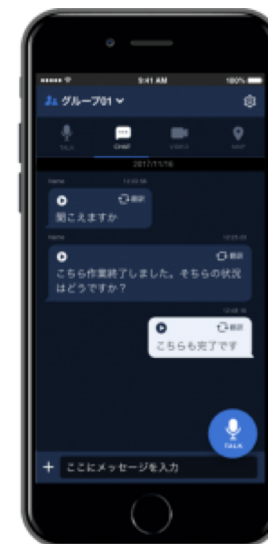 9:41 AM
100%
グループ01
TALK
CHAT
VIDEO
MAP
2017/11/16
Name
翻訳
聞こえますか
Name
翻訳
こちら作業終了しました。そちらの状況
はどうですか？
翻訳
こちらも完了です
TALK
ここにメッセージを入力